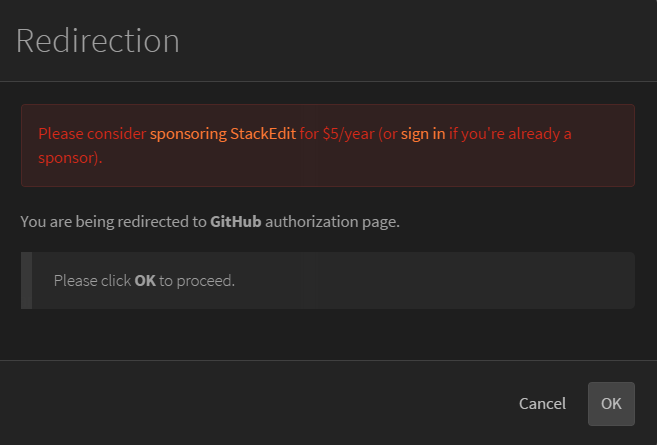 Redirection
Please consider sponsoring StackEdit for $5/year (or sign in if you're already a
sponsor).
You are being redirected to GitHub authorization page.
Please click OK to proceed.
Cancel OK